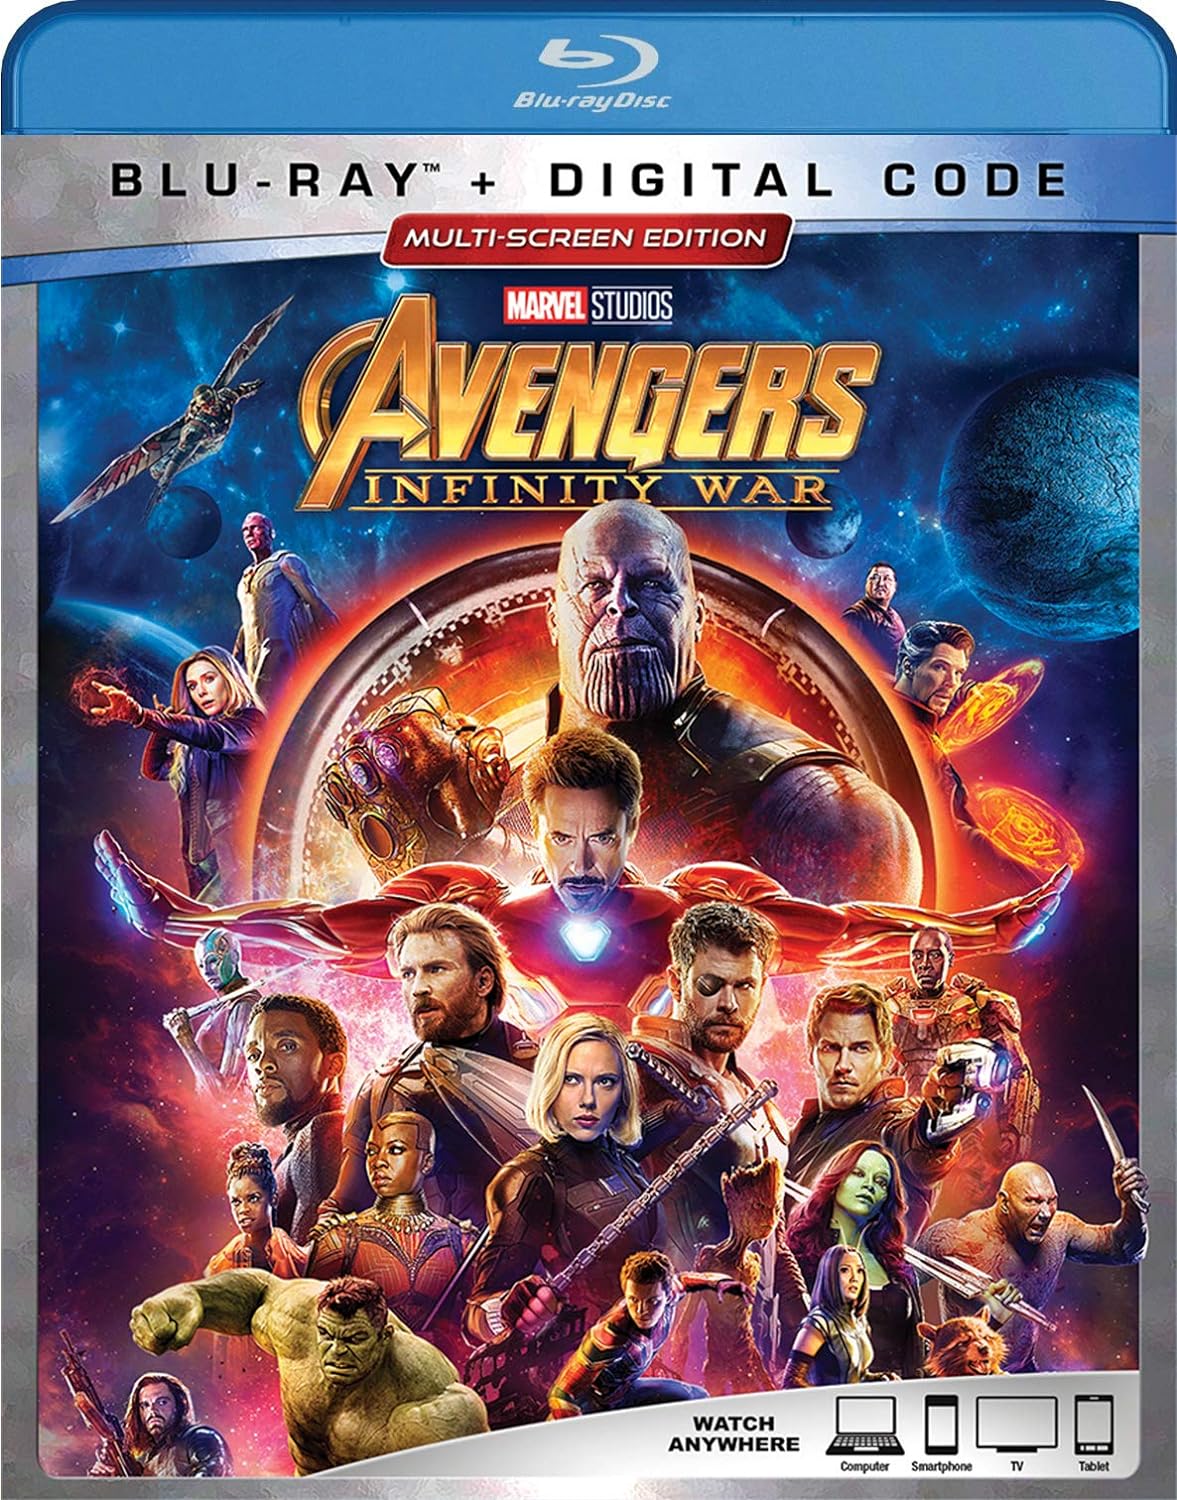 Blu-ray Disc
BLU-RAY™ + DIGITAL CODE
MULTI-SCREEN EDITION
MARVEL STUDIOS
AVENGERS
INFINITY WAR
WATCH
ANYWHERE
Computer Smartphone TV Tablet